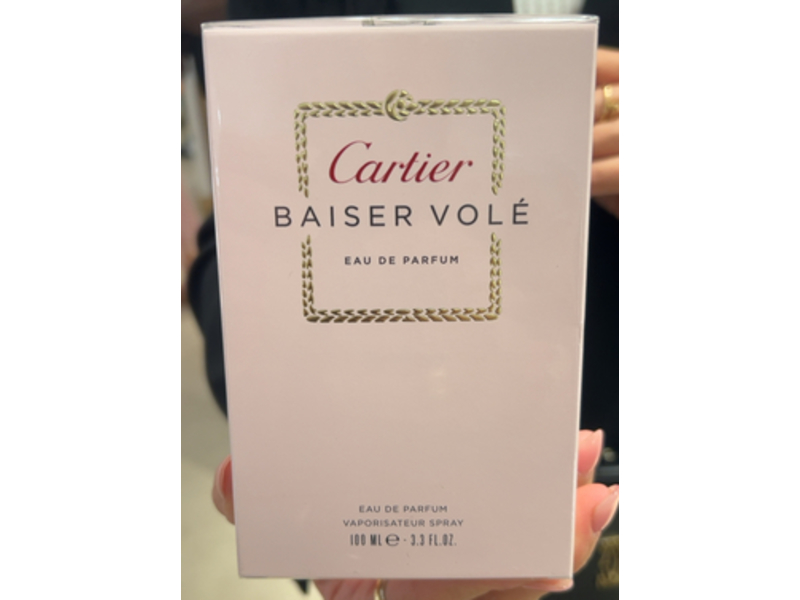 Cartier
BAISER VOLÉ
EAU DE PARFUM
EAU DE PARFUM
VAPORISATEUR SPRAY
100 ML ℮ - 3.3 FL.OZ.